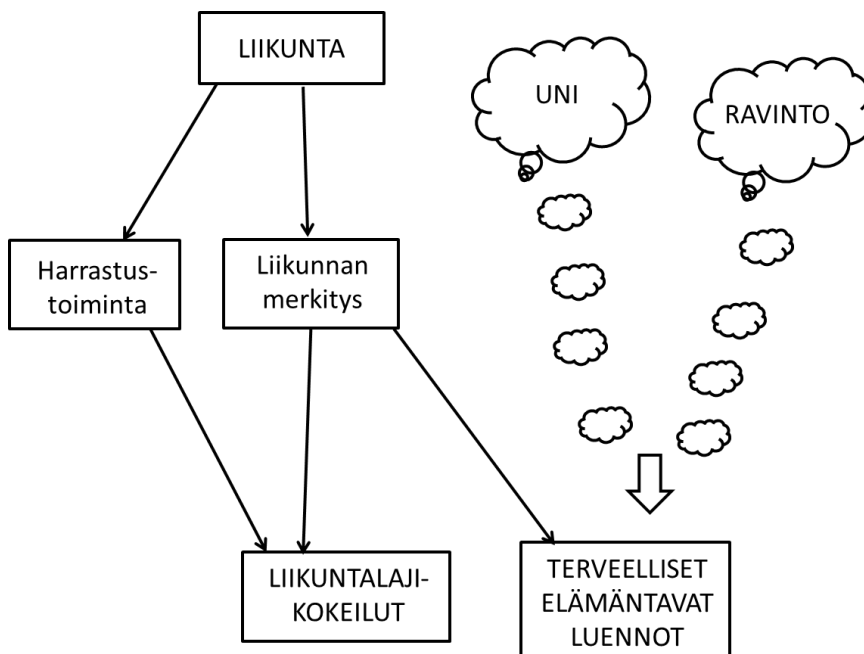 LIIKUNTA
UNI
RAVINTO
Harrastus-
toiminta
Liikunnan
merkitys
LIIKUNTALAJI-
KOKEILUT
TERVEELLISET
ELÄMÄNTAVAT
LUENNOT